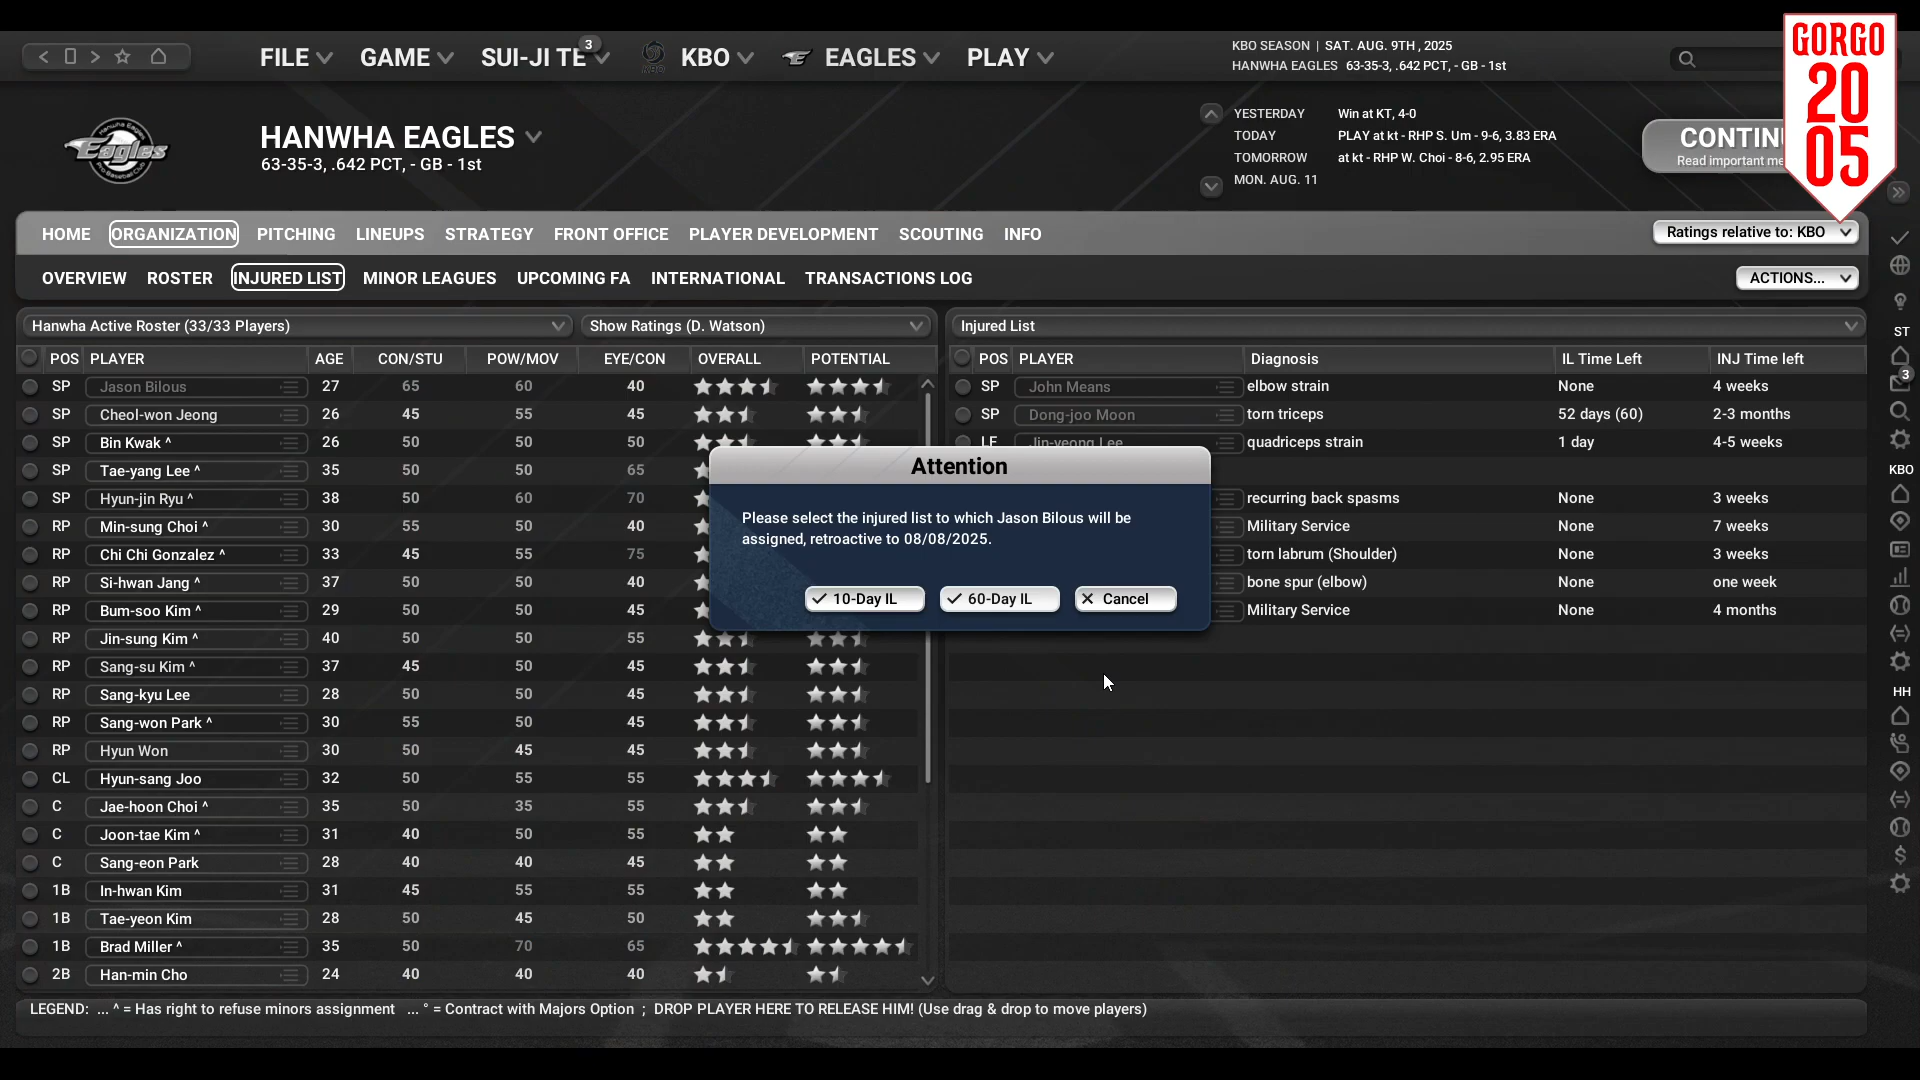 FILE GAME SUI-JI TE 3 KBO EAGLES PLAY
KBO SEASON | SAT. AUG. 9TH , 2025
HANWHA EAGLES 63-35-3, .642 PCT, - GB - 1st
GORGO
20
05
HANWHA EAGLES
63-35-3, .642 PCT, - GB - 1st
Eagles
YESTERDAY Win at KT, 4-0
TODAY PLAY at kt - RHP S. Um - 9-6, 3.83 ERA
TOMORROW at kt - RHP W. Choi - 8-6, 2.95 ERA
MON. AUG. 11
CONTINU
Read important me
HOME ORGANIZATION PITCHING LINEUPS STRATEGY FRONT OFFICE PLAYER DEVELOPMENT SCOUTING INFO
Ratings relative to: KBO
OVERVIEW ROSTER INJURED LIST MINOR LEAGUES UPCOMING FA INTERNATIONAL TRANSACTIONS LOG
ACTIONS...
Hanwha Active Roster (33/33 Players) Show Ratings (D. Watson)
POS PLAYER AGE CON/STU POW/MOV EYE/CON OVERALL POTENTIAL
SP Jason Bilous 27 65 60 40
SP Cheol-won Jeong 26 45 55 45
SP Bin Kwak ^ 26 50 50 50
SP Tae-yang Lee ^ 35 50 50 65
SP Hyun-jin Ryu ^ 38 50 60 70
RP Min-sung Choi ^ 30 55 50 40
RP Chi Chi Gonzalez ^ 33 45 55 75
RP Si-hwan Jang ^ 37 50 50 40
RP Bum-soo Kim ^ 29 50 55 45
RP Jin-sung Kim ^ 40 50 50 55
RP Sang-su Kim ^ 37 45 50 45
RP Sang-kyu Lee 28 50 50 45
RP Sang-won Park ^ 30 55 50 45
RP Hyun Won 30 50 45 45
CL Hyun-sang Joo 32 50 55 55
C Jae-hoon Choi ^ 35 50 35 55
C Joon-tae Kim ^ 31 40 50 55
C Sang-eon Park 28 40 40 45
1B In-hwan Kim 31 45 55 55
1B Tae-yeon Kim 28 50 45 50
1B Brad Miller ^ 35 50 70 65
2B Han-min Cho 24 40 40 40
Injured List
POS PLAYER Diagnosis IL Time Left INJ Time left
SP John Means elbow strain None 4 weeks
SP Dong-joo Moon torn triceps 52 days (60) 2-3 months
LF Jin-yeong Lee quadriceps strain 1 day 4-5 weeks
recurring back spasms None 3 weeks
Military Service None 7 weeks
torn labrum (Shoulder) None 3 weeks
bone spur (elbow) None one week
Military Service None 4 months
Attention
Please select the injured list to which Jason Bilous will be
assigned, retroactive to 08/08/2025.
10-Day IL 60-Day IL Cancel
ST
3
KBO
HH
$
LEGEND: ... ^ = Has right to refuse minors assignment ... ° = Contract with Majors Option ; DROP PLAYER HERE TO RELEASE HIM! (Use drag & drop to move players)